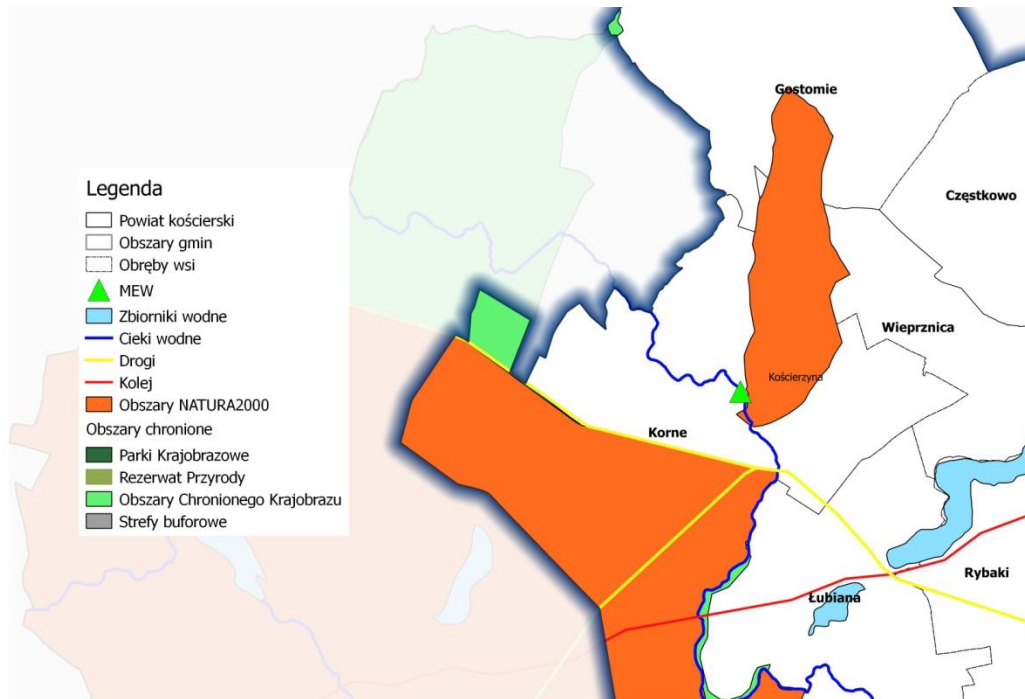 Gostomie
Częstkowo
Legenda
Powiat kościerski
Obszary gmin
Obręby wsi
MEW
Zbiorniki wodne
Cieki wodne
Drogi
Kolej
Obszary NATURA2000
Obszary chronione
Parki Krajobrazowe
Rezerwat Przyrody
Obszary Chronionego Krajobrazu
Strefy buforowe
Wieprznica
Kościerzyna
Korne
Rybaki
Łubiana